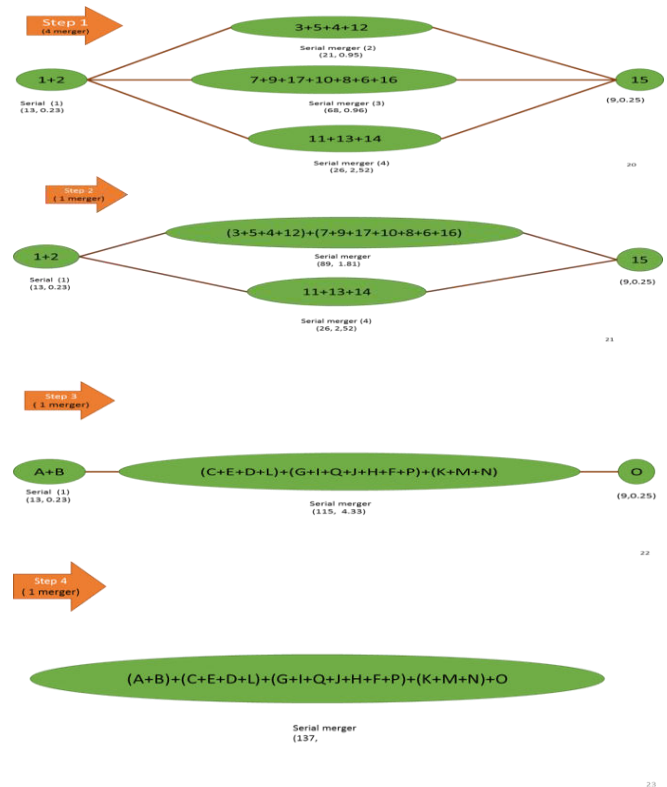 Step 1
(4 merger)
3+5+4+12
Serial merger (2)
(21, 0.95)
1+2
Serial (1)
(13, 0.23)
7+9+17+10+8+6+16
Serial merger (3)
(68, 0.96)
15
(9,0.25)
11+13+14
Serial merger (4)
(26, 2,52)
20
Step 2
( 1 merger)
(3+5+4+12)+(7+9+17+10+8+6+16)
Serial merger
(89, 1.81)
1+2
Serial (1)
(13, 0.23)
15
(9,0.25)
11+13+14
Serial merger (4)
(26, 2,52)
21
Step 3
( 1 merger)
A+B
Serial (1)
(13, 0.23)
(C+E+D+L)+(G+I+Q+J+H+F+P)+(K+M+N)
Serial merger
(115, 4.33)
O
(9,0.25)
22
Step 4
( 1 merger)
(A+B)+(C+E+D+L)+(G+I+Q+J+H+F+P)+(K+M+N)+O
Serial merger
(137,
23